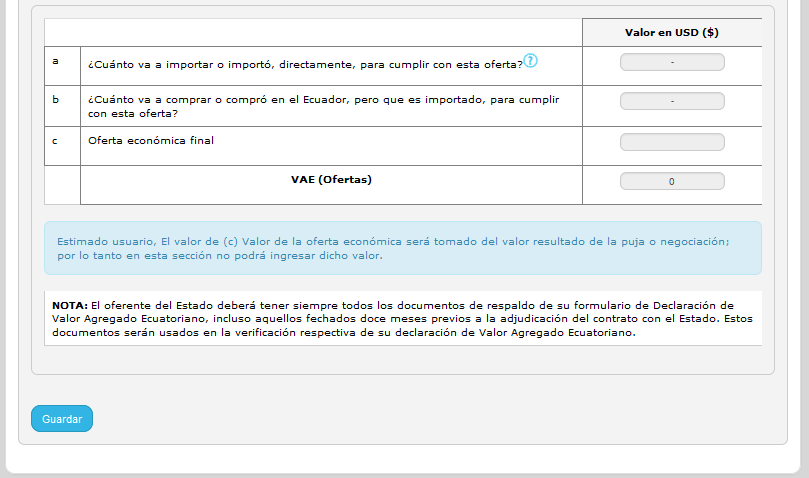 Valor en USD ($)
a
¿Cuánto va a importar o importó, directamente, para cumplir con esta oferta?
?
-
b
¿Cuánto va a comprar o compró en el Ecuador, pero que es importado, para cumplir
con esta oferta?
-
c
Oferta económica final
VAE (Ofertas)
0
Estimado usuario, El valor de (c) Valor de la oferta económica será tomado del valor resultado de la puja o negociación;
por lo tanto en esta sección no podrá ingresar dicho valor.
NOTA: El oferente del Estado deberá tener siempre todos los documentos de respaldo de su formulario de Declaración de
Valor Agregado Ecuatoriano, incluso aquellos fechados doce meses previos a la adjudicación del contrato con el Estado. Estos
documentos serán usados en la verificación respectiva de su declaración de Valor Agregado Ecuatoriano.
Guardar